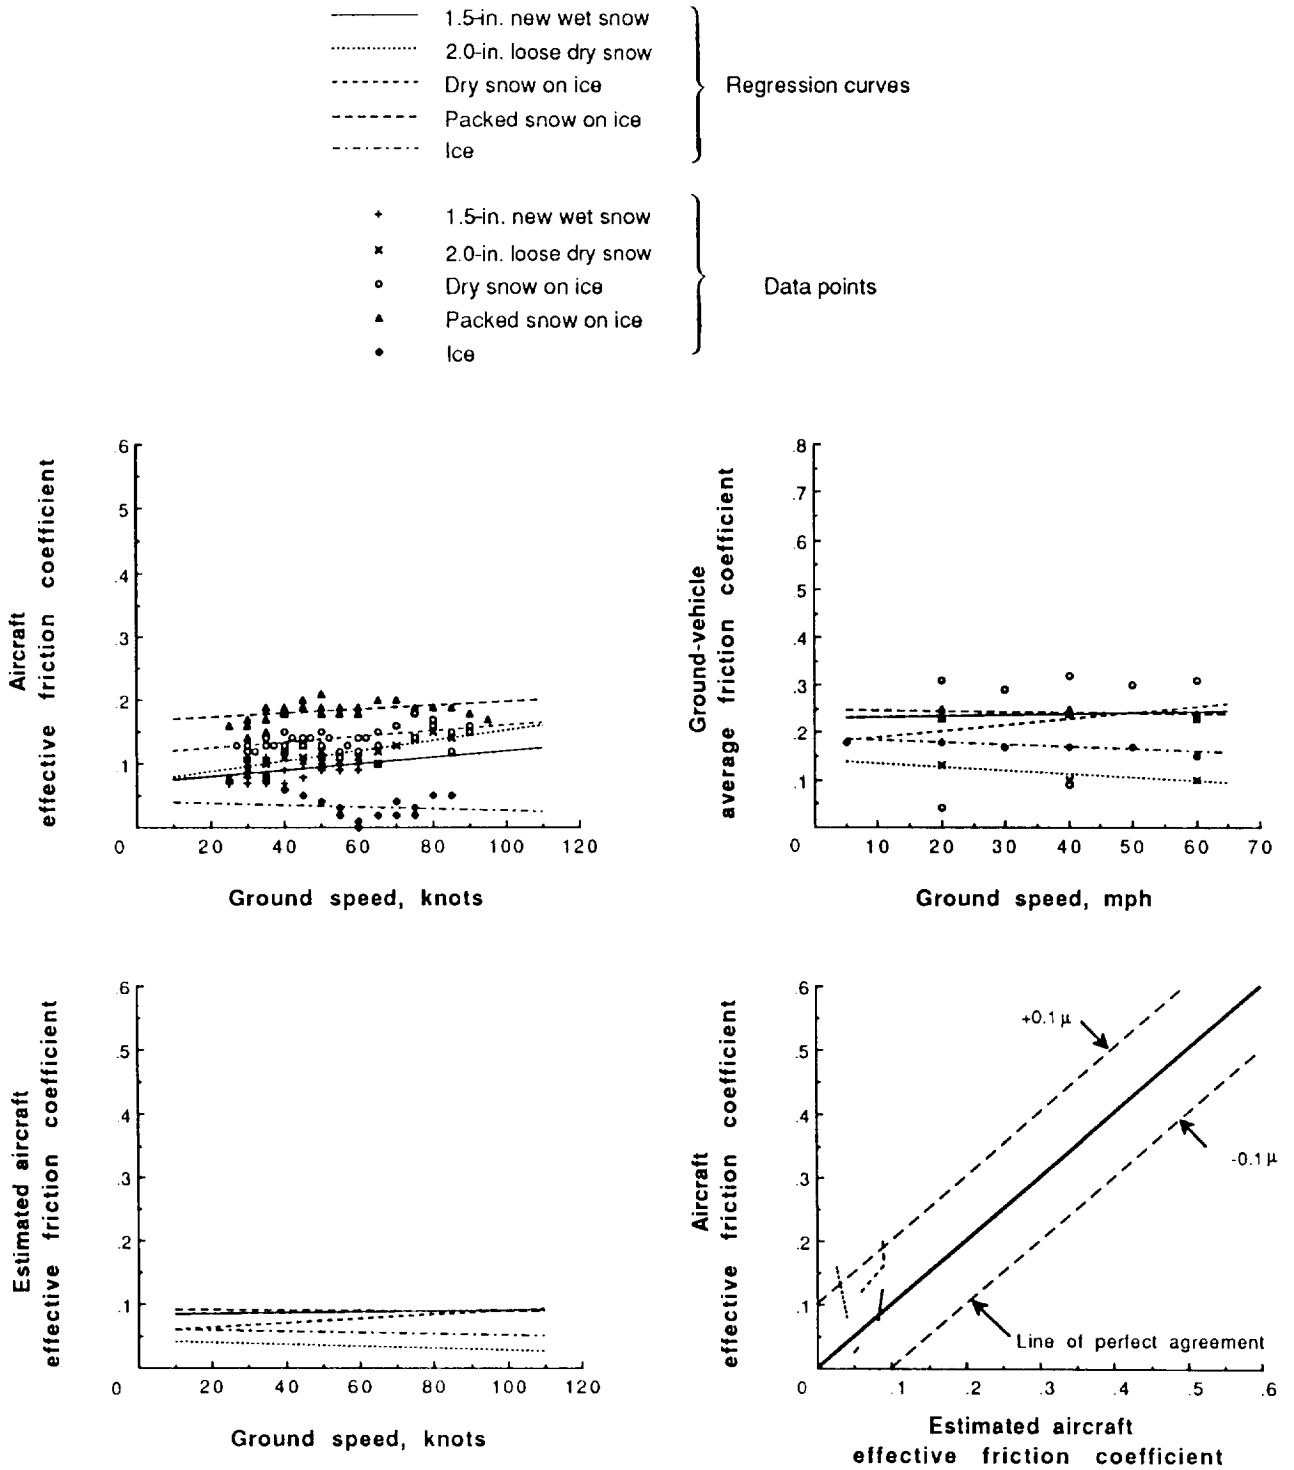 1.5-in. new wet snow
2.0-in. loose dry snow
Dry snow on ice
Packed snow on ice
Ice
Regression curves
1.5-in. new wet snow
2.0-in. loose dry snow
Dry snow on ice
Packed snow on ice
Ice
Data points
Aircraft
effective friction coefficient
.6
5
.4
.3
.2
.1
0 20 40 60 80 100 120
Ground speed, knots
Ground-vehicle
average friction coefficient
.8
.7
.6
.5
.4
.3
.2
.1
0 10 20 30 40 50 60 70
Ground speed, mph
Estimated aircraft
effective friction coefficient
.6
.5
.4
.3
.2
.1
0 20 40 60 80 100 120
Ground speed, knots
Aircraft
effective friction coefficient
.6
.5
.4
.3
.2
.1
+0.1 μ
-0.1 μ
Line of perfect agreement
0 .1 .2 .3 .4 .5 .6
Estimated aircraft
effective friction coefficient